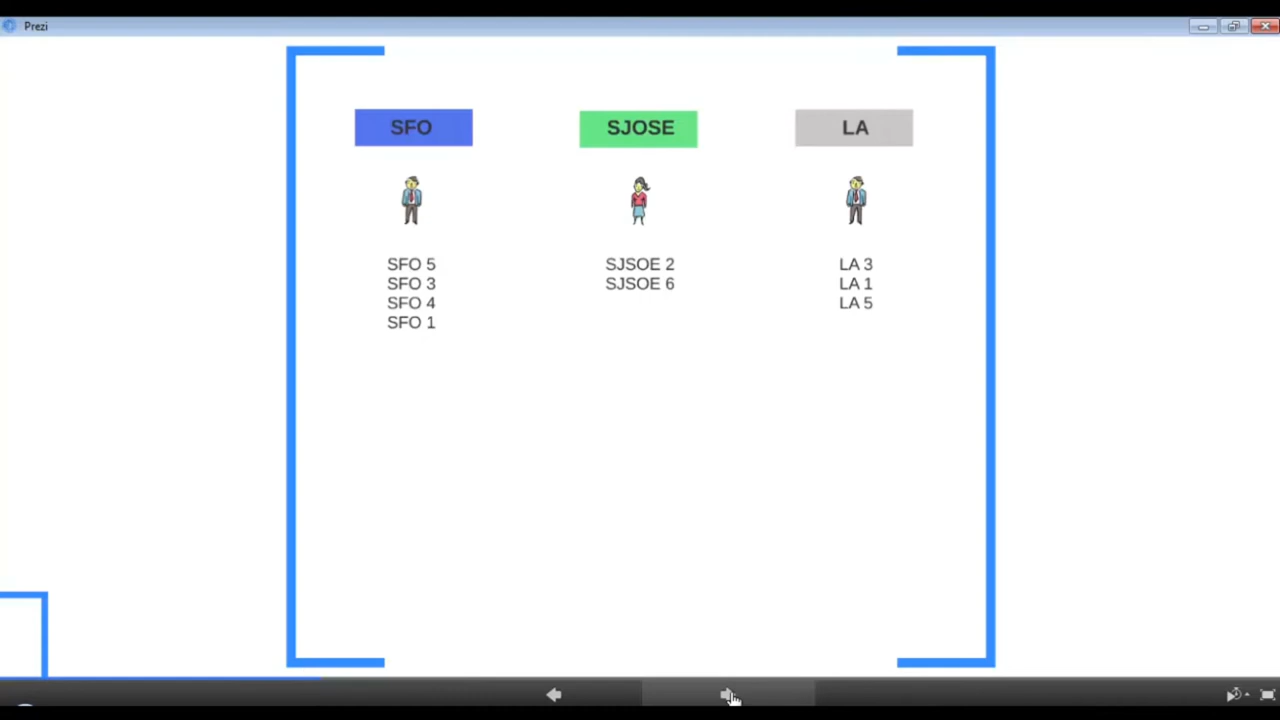 Prezi
SFO
SJOSE
LA
SFO 5
SFO 3
SFO 4
SFO 1
SJSOE 2
SJSOE 6
LA 3
LA 1
LA 5